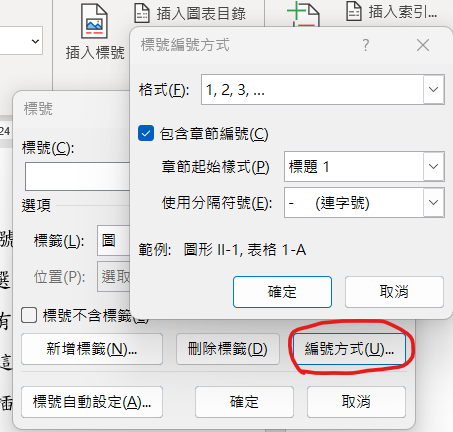 插入圖表目錄
插入索引...
插入標號
標號編號方式
?
格式(F):
1, 2, 3, ...
包含章節編號(C)
章節起始樣式(P)
標題 1
使用分隔符號(E):
- (連字號)
範例: 圖形 II-1, 表格 1-A
確定
取消
標號
24
標號(C):
選項
標籤(L):
圖
位置(P):
選取
標號不含標籤
新增標籤(N)...
刪除標籤(D)
編號方式(U)...
標號自動設定(A)...
確定
取消
號
選
有
這
插